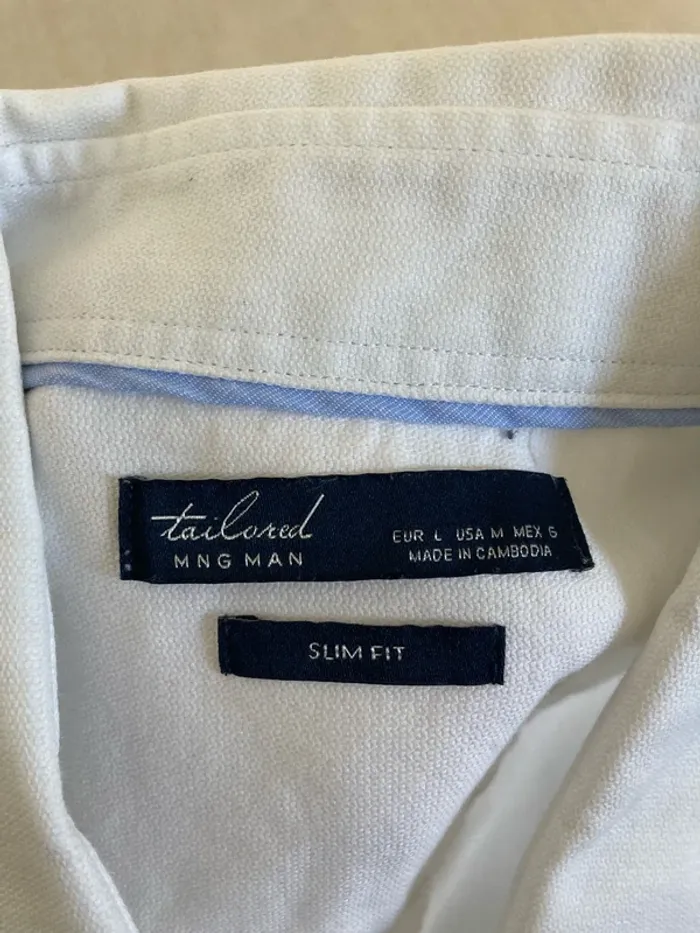 tailored
MNG MAN
EUR L USA M MEX G
MADE IN CAMBODIA
SLIM FIT